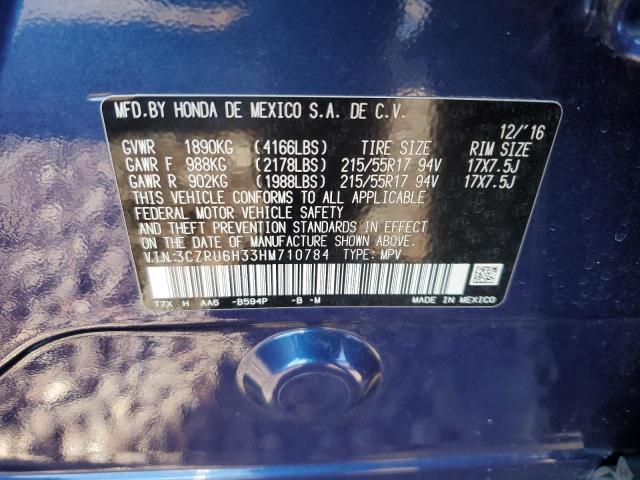 MFD.BY HONDA DE MEXICO S.A. DE C.V.
12/'16
GVWR 1890KG (4166LBS) TIRE SIZE RIM SIZE
GAWR F 988KG (2178LBS) 215/55R17 94V 17X7.5J
GAWR R 902KG (1988LBS) 215/55R17 94V 17X7.5J
THIS VEHICLE CONFORMS TO ALL APPLICABLE
FEDERAL MOTOR VEHICLE SAFETY
AND THEFT PREVENTION STANDARDS IN EFFECT
ON THE DATE OF MANUFACTURE SHOWN ABOVE.
V.I.N:3CZRU6H33HM710784 TYPE: MPV
T7X H AA6 -B594P -B -M
MADE IN MEXICO